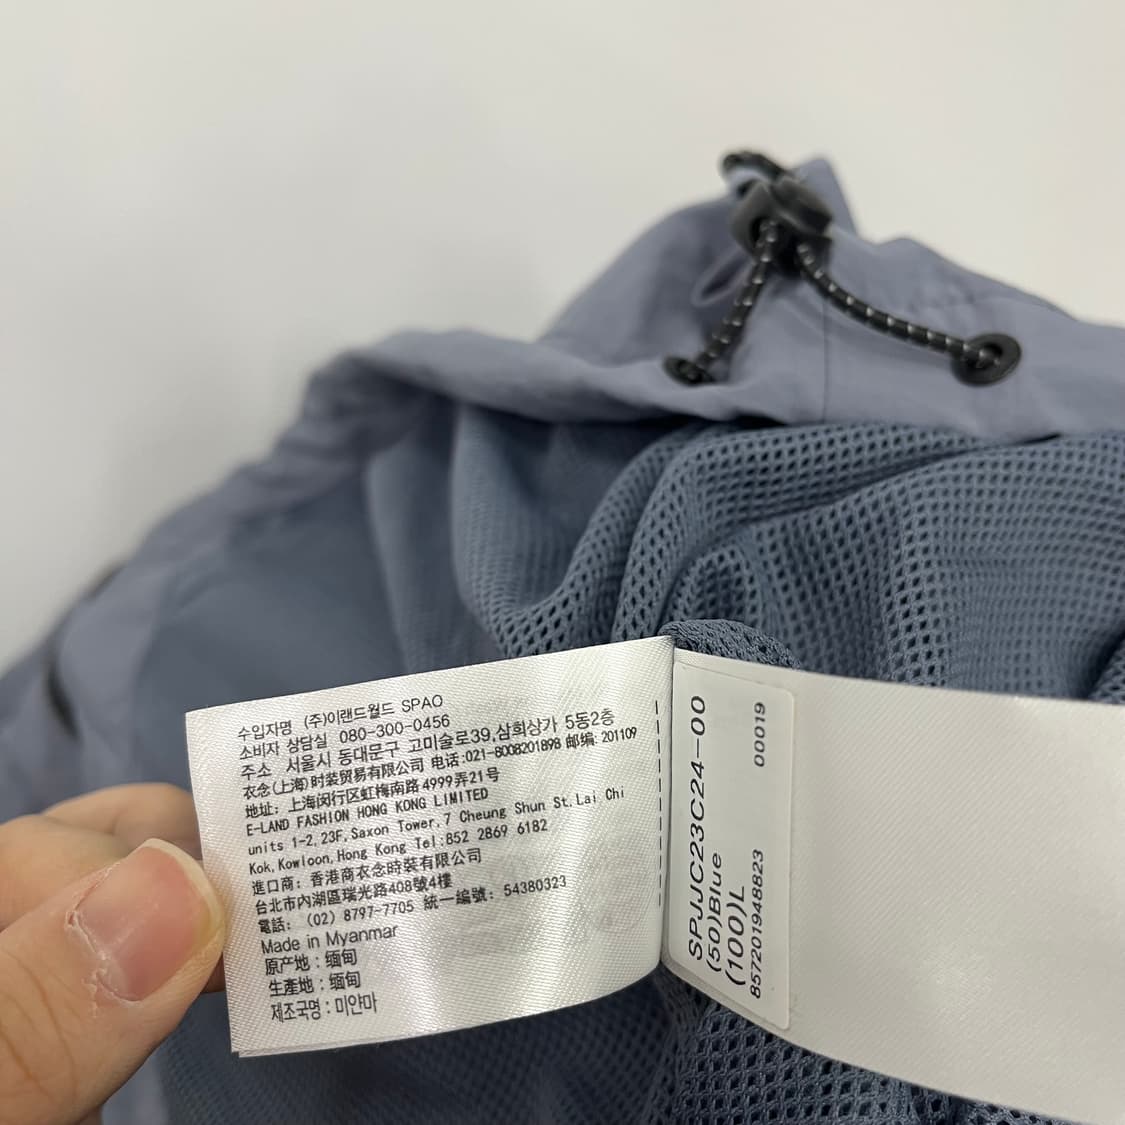 수입자명 (주)이랜드월드 SPAO
소비자 상담실 080-300-0456
주소 서울시 동대문구 고미술로39,삼희상가 5동2층
衣念(上海)时装贸易有限公司 电话:021-8008201898 邮编: 201109
地址: 上海闵行区虹梅南路4999弄21号
E-LAND FASHION HONG KONG LIMITED
units 1-2,23F,Saxon Tower,7 Cheung Shun St,Lai Chi
Kok,Kowloon,Hong Kong Tel:852 2869 6182
進口商: 香港商衣念時裝有限公司
台北市內湖區瑞光路408號4樓
電話: (02) 8797-7705 統一編號: 54380323
Made in Myanmar
原产地 : 缅甸
生產地 : 缅甸
제조국명 : 미얀마
SPJJC23C24-00
(50)Blue
(100)L
857201948823
00019